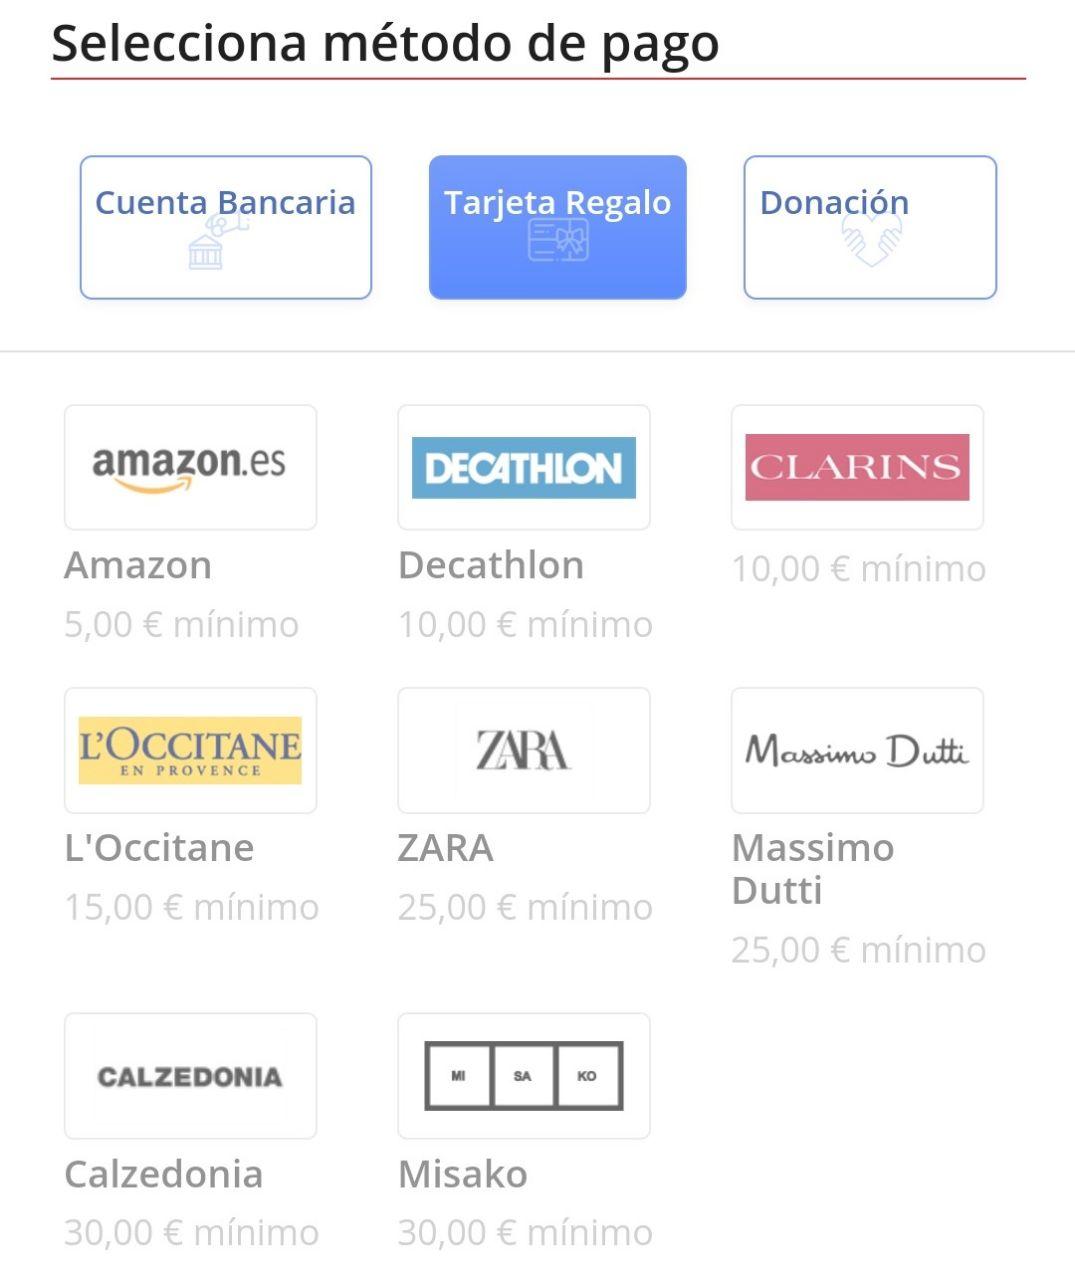 Selecciona método de pago
Cuenta Bancaria
Tarjeta Regalo
Donación
amazon.es
DECATHLON
CLARINS
Amazon
Decathlon
10,00 € mínimo
5,00 € mínimo
10,00 € mínimo
L'OCCITANE
EN PROVENCE
ZARA
Massimo Dutti
L'Occitane
ZARA
Massimo
Dutti
15,00 € mínimo
25,00 € mínimo
25,00 € mínimo
CALZEDONIA
MI SA KO
Calzedonia
Misako
30,00 € mínimo
30,00 € mínimo